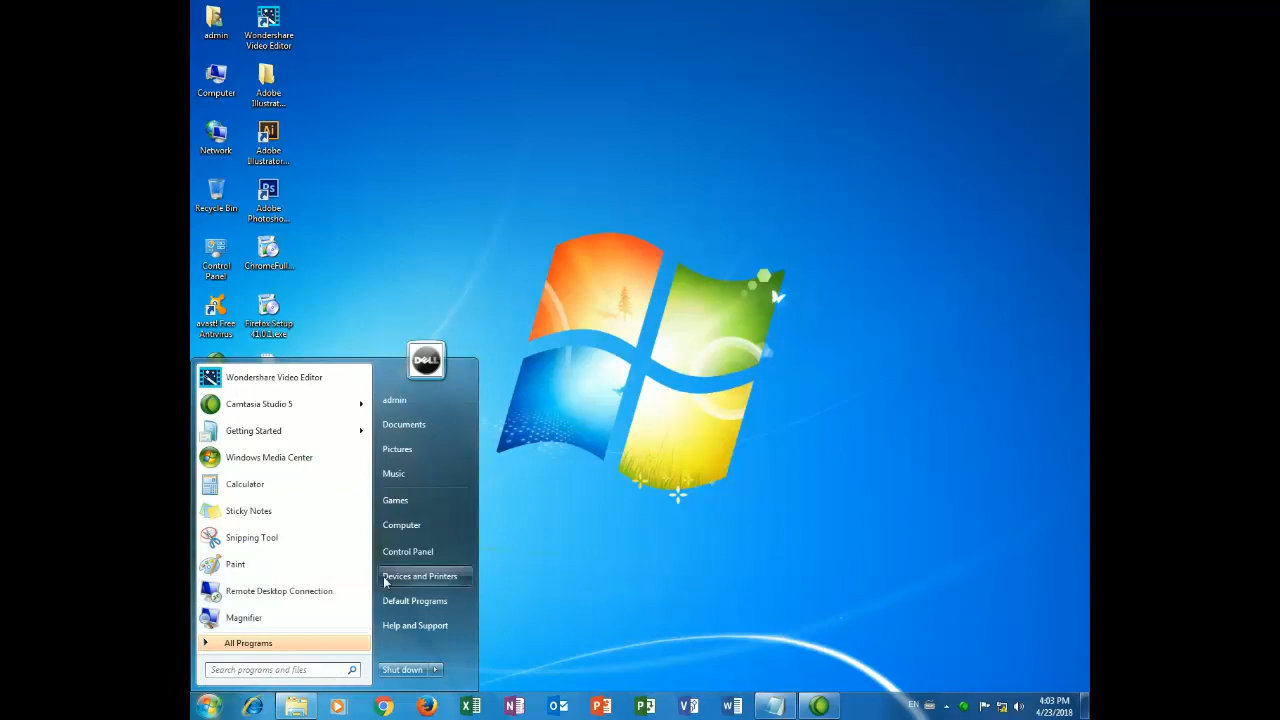 admin
Wondershare
Video Editor
Computer
Adobe
Illustrat...
Network
Adobe
Illustrator...
Recycle Bin
Adobe
Photosho...
Control
Panel
ChromeFull...
avast! Free
Antivirus
Firefox Setup
DELL
Wondershare Video Editor
Camtasia Studio 5
Getting Started
Windows Media Center
Calculator
Sticky Notes
Snipping Tool
Paint
Remote Desktop Connection
Magnifier
All Programs
Search programs and files
admin
Documents
Pictures
Music
Games
Computer
Control Panel
Devices and Printers
Default Programs
Help and Support
Shut down
EN
4:03 PM
4/23/2018